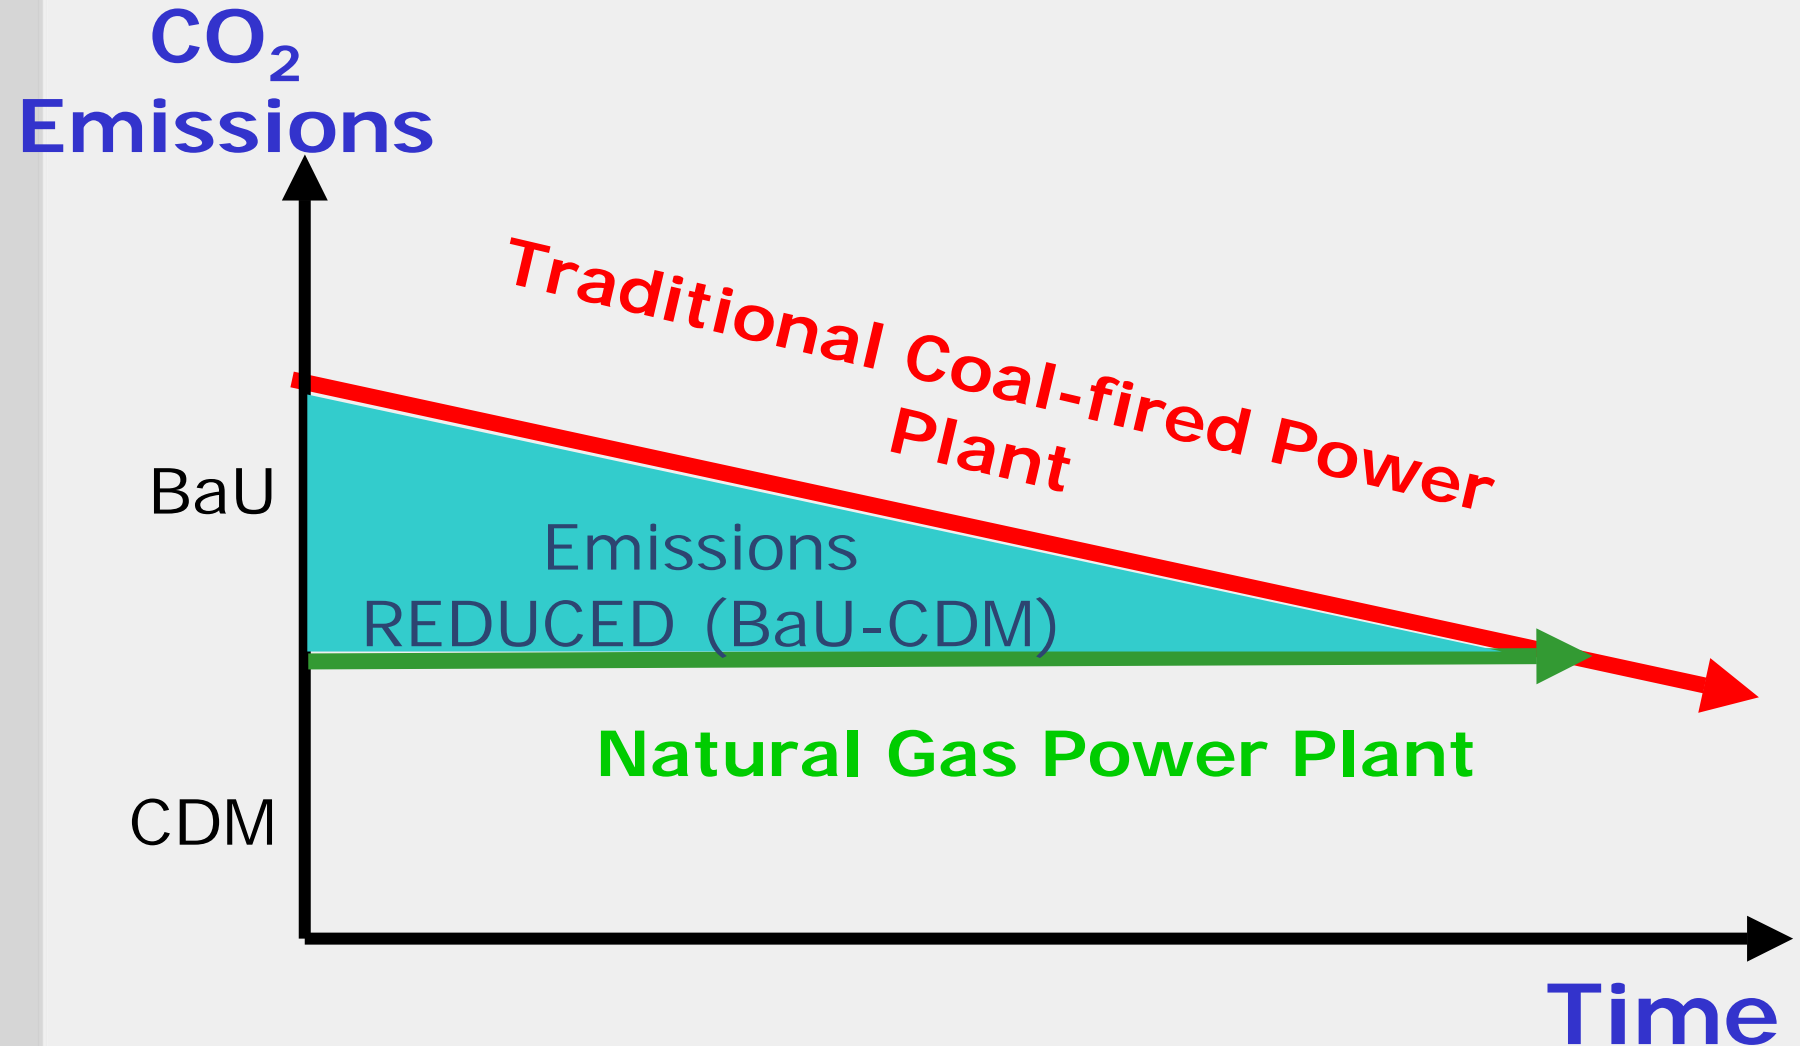 CO₂
Emissions
Traditional Coal-fired Power
Plant
BaU
Emissions
REDUCED (BaU-CDM)
Natural Gas Power Plant
CDM
Time